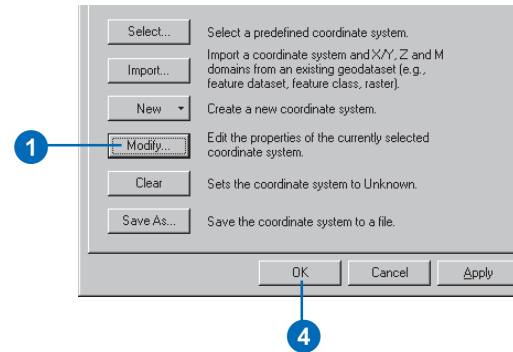 Select... Select a predefined coordinate system.
Import a coordinate system and X/Y, Z and M
Import... domains from an existing geodataset (e.g.,
feature dataset, feature class, raster).
New Create a new coordinate system.
Edit the properties of the currently selected
1 Modify... coordinate system.
Clear Sets the coordinate system to Unknown.
Save As... Save the coordinate system to a file.
OK Cancel Apply
4